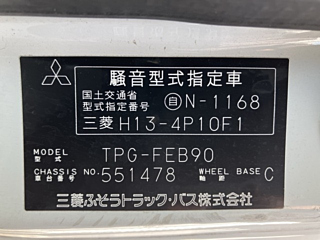 騒音型式指定車
国土交通省
型式指定番号 自 N-1168
三菱 H13-4P10F1
MODEL 型式 TPG-FEB90
CHASSIS NO. 車台番号 551478 WHEEL BASE 軸距 C
三菱ふそうトラック・バス株式会社